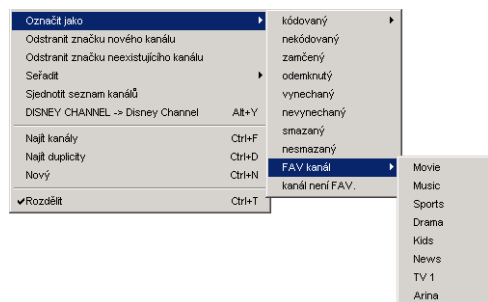 Označit jako
Odstranit značku nového kanálu
Odstranit značku neexistujícího kanálu
Seřadit
Sjednotit seznam kanálů
DISNEY CHANNEL -> Disney Channel Alt+Y
Najít kanály Ctrl+F
Najít duplicity Ctrl+D
Nový Ctrl+N
✔Rozdělit Ctrl+T
kódovaný
nekódovaný
zamčený
odemknutý
vynechaný
nevynechaný
smazaný
nesmazaný
FAV kanál
kanál není FAV.
Movie
Music
Sports
Drama
Kids
News
TV 1
Arina